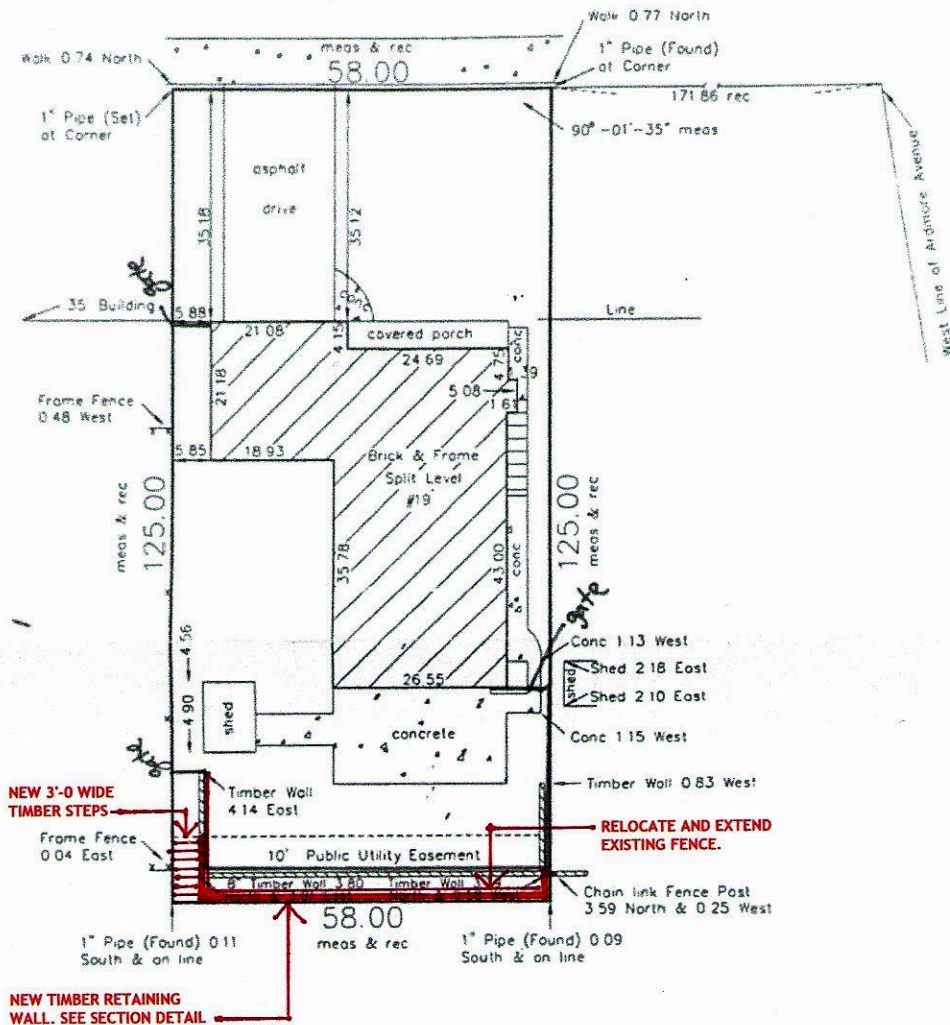 Walk 0.77 North
meas & rec
58.00
Walk 0.74 North
1" Pipe (Found)
at Corner
171.86 rec
1" Pipe (Set)
at Corner
90° -01'-35" meas
asphalt
drive
35.18
35.12
West Line of Ardmore Avenue
gate
conc
35 Building
Line
5.88
21.08
4.15
covered porch
conc
24.69
4.75
21.18
5.08
1.61
Frame Fence
0.48 West
5.85
18.93
Brick & Frame
Split Level
#19
125.00
meas & rec
125.00
meas & rec
35.78
43.00
conc
gate
4.56
Conc 1.13 West
shed
Shed 2.18 East
Shed 2.10 East
26.55
4.90
shed
concrete
Conc 1.15 West
gate
NEW 3'-0 WIDE
TIMBER STEPS
Timber Wall
4.14 East
Timber Wall 0.83 West
RELOCATE AND EXTEND
EXISTING FENCE.
Frame Fence
0.04 East
10' Public Utility Easement
8" Timber Wall 3.80
Timber Wall
Chain link Fence Post
3.59 North & 0.25 West
58.00
meas & rec
1" Pipe (Found) 0.11
South & on line
1" Pipe (Found) 0.09
South & on line
NEW TIMBER RETAINING
WALL. SEE SECTION DETAIL